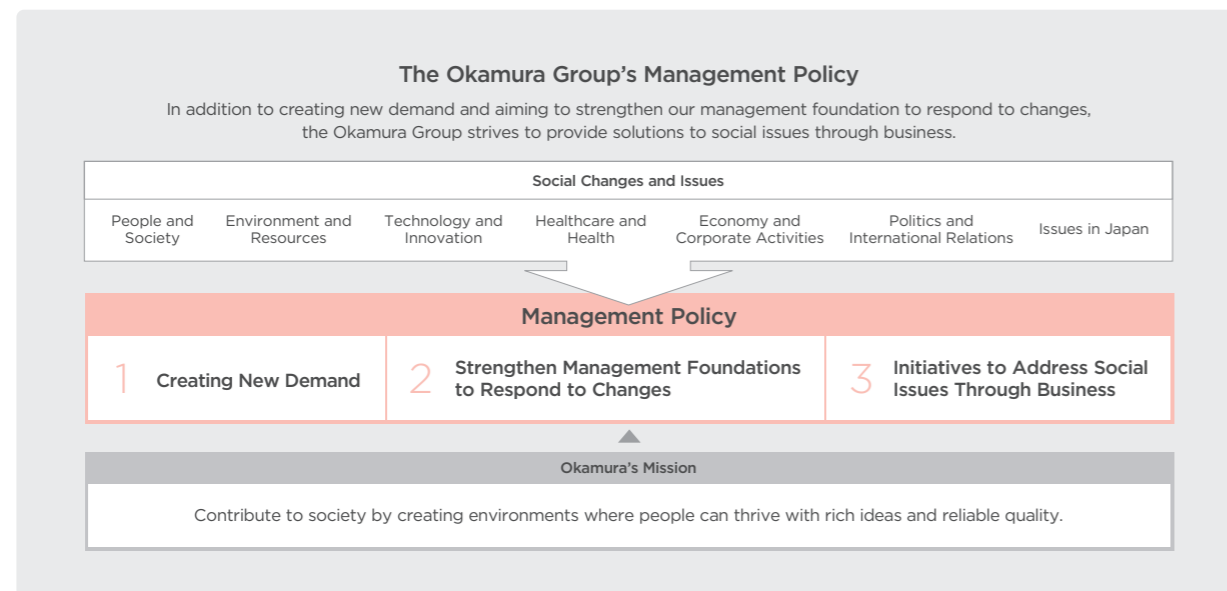 The Okamura Group’s Management Policy
In addition to creating new demand and aiming to strengthen our management foundation to respond to changes,
the Okamura Group strives to provide solutions to social issues through business.
Social Changes and Issues
People and
Society
Environment and
Resources
Technology and
Innovation
Healthcare and
Health
Economy and
Corporate Activities
Politics and
International Relations
Issues in Japan
Management Policy
1
Creating New Demand
2
Strengthen Management Foundations
to Respond to Changes
3
Initiatives to Address Social
Issues Through Business
Okamura’s Mission
Contribute to society by creating environments where people can thrive with rich ideas and reliable quality.